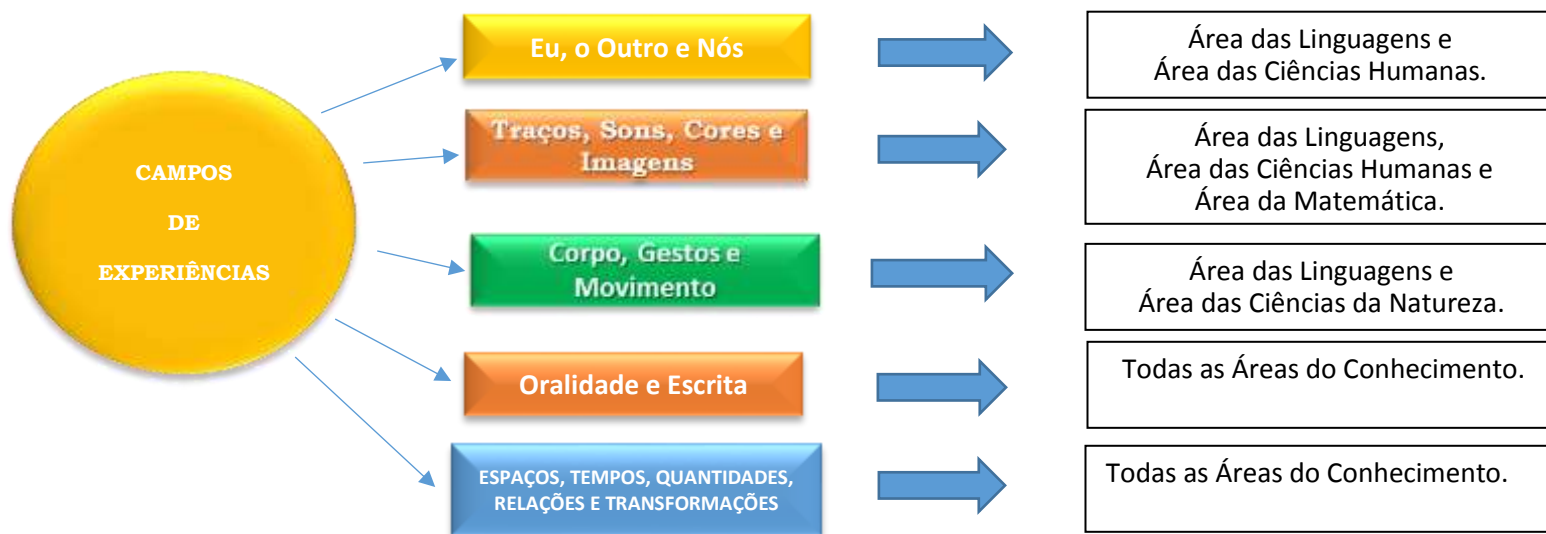 CAMPOS
DE
EXPERIÊNCIAS
Eu, o Outro e Nós
Área das Linguagens e
Área das Ciências Humanas.
Traços, Sons, Cores e
Imagens
Área das Linguagens,
Área das Ciências Humanas e
Área da Matemática.
Corpo, Gestos e
Movimento
Área das Linguagens e
Área das Ciências da Natureza.
Oralidade e Escrita
Todas as Áreas do Conhecimento.
ESPAÇOS, TEMPOS, QUANTIDADES,
RELAÇÕES E TRANSFORMAÇÕES
Todas as Áreas do Conhecimento.